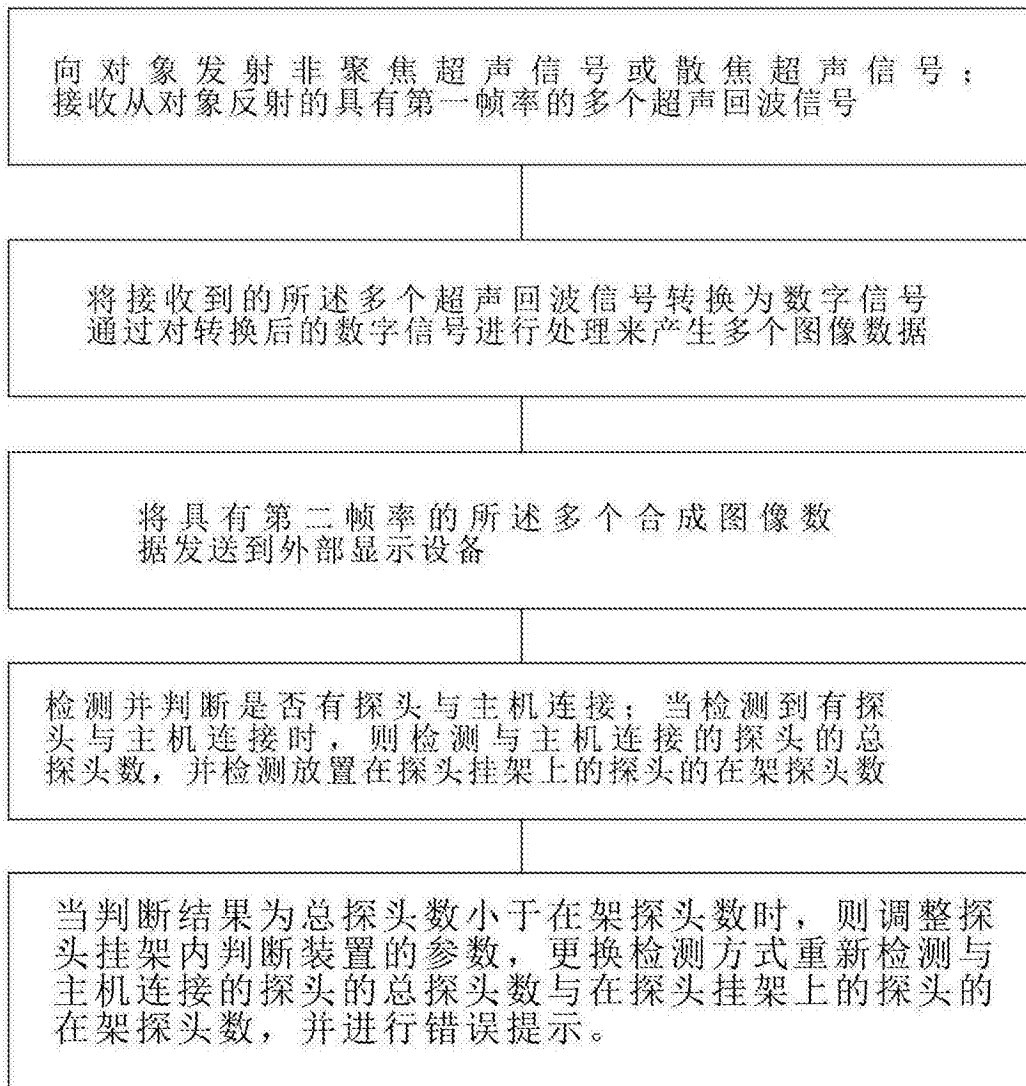 向对象发射非聚焦超声信号或散焦超声信号；
接收从对象反射的具有第一帧率的多个超声回波信号
将接收到的所述多个超声回波信号转换为数字信号
通过对转换后的数字信号进行处理来产生多个图像数据
将具有第二帧率的所述多个合成图像数
据发送到外部显示设备
检测并判断是否有探头与主机连接；当检测到有探
头与主机连接时，则检测与主机连接的探头的总
探头数，并检测放置在探头挂架上的探头的在架探头数
当判断结果为总探头数小于在架探头数时，则调整探
头挂架内判断装置的参数，更换检测方式重新检测与
主机连接的探头的总探头数与在探头挂架上的探头的
在架探头数，并进行错误提示。